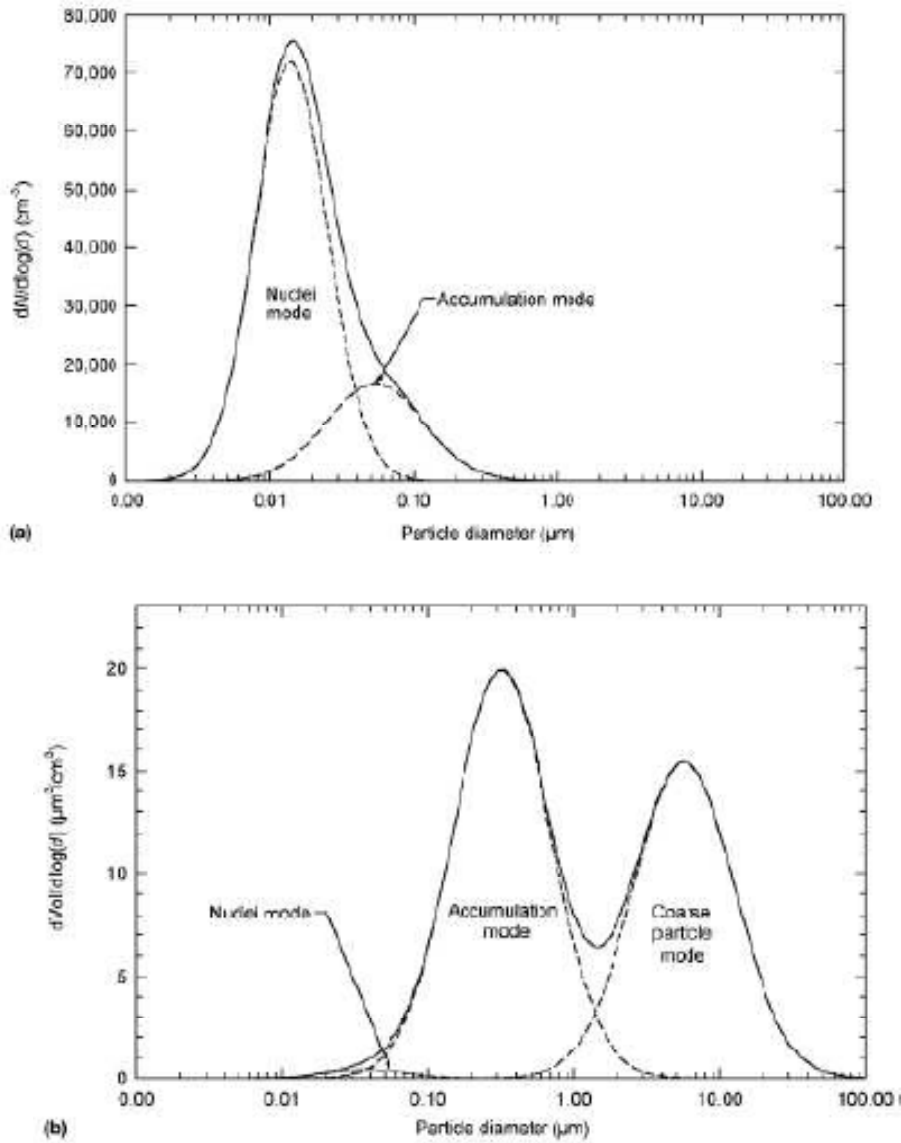 80,000
70,000
60,000
50,000
40,000
30,000
20,000
10,000
0
dN/dlog(d) (cm⁻³)
Nuclei
mode
Accumulation mode
0.00 0.01 0.10 1.00 10.00 100.00
(a)
Particle diameter (µm)
20
15
10
5
0
dVol/dlog(d) (µm³/cm³)
Nuclei mode
Accumulation
mode
Coarse
particle
mode
0.00 0.01 0.10 1.00 10.00 100.00
(b)
Particle diameter (µm)